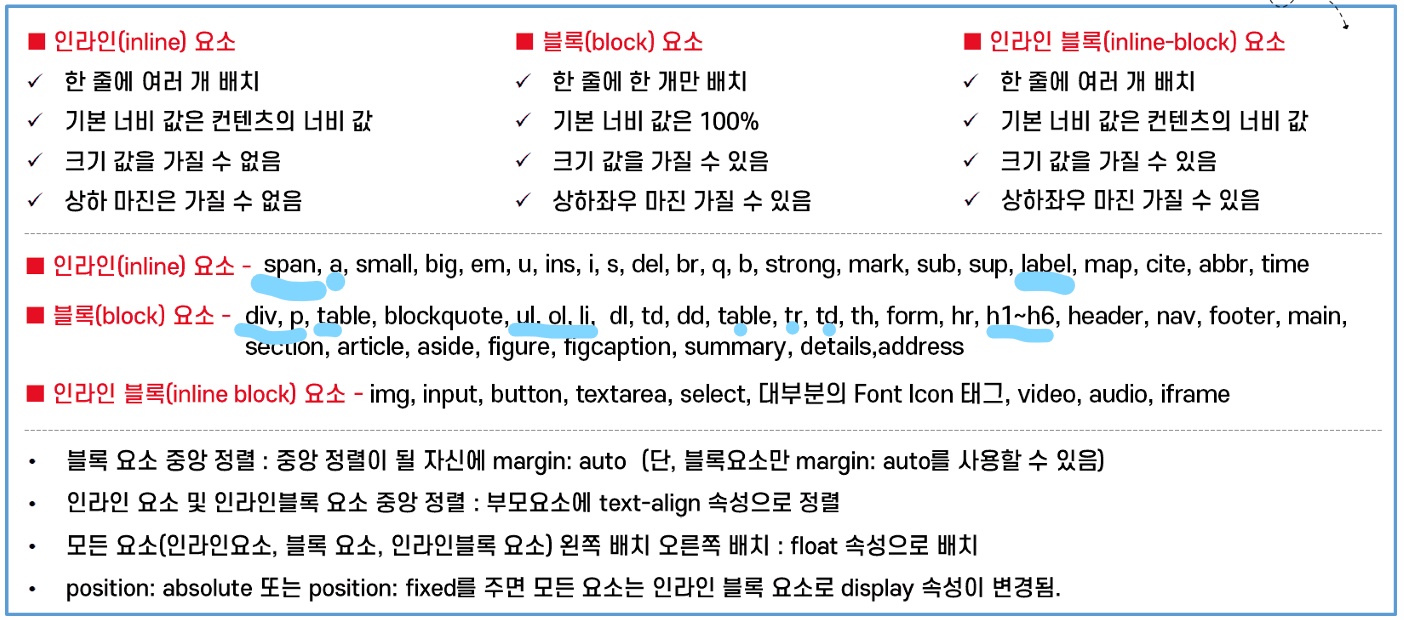 ■ 인라인(inline) 요소 ■ 블록(block) 요소 ■ 인라인 블록(inline-block) 요소
✓ 한 줄에 여러 개 배치 ✓ 한 줄에 한 개만 배치 ✓ 한 줄에 여러 개 배치
✓ 기본 너비 값은 컨텐츠의 너비 값 ✓ 기본 너비 값은 100% ✓ 기본 너비 값은 컨텐츠의 너비 값
✓ 크기 값을 가질 수 없음 ✓ 크기 값을 가질 수 있음 ✓ 크기 값을 가질 수 있음
✓ 상하 마진은 가질 수 없음 ✓ 상하좌우 마진 가질 수 있음 ✓ 상하좌우 마진 가질 수 있음
■ 인라인(inline) 요소 - span, a, small, big, em, u, ins, i, s, del, br, q, b, strong, mark, sub, sup, label, map, cite, abbr, time
■ 블록(block) 요소 - div, p, table, blockquote, ul, ol, li, dl, td, dd, table, tr, td, th, form, hr, h1~h6, header, nav, footer, main,
section, article, aside, figure, figcaption, summary, details,address
■ 인라인 블록(inline block) 요소 - img, input, button, textarea, select, 대부분의 Font Icon 태그, video, audio, iframe
• 블록 요소 중앙 정렬 : 중앙 정렬이 될 자신에 margin: auto (단, 블록요소만 margin: auto를 사용할 수 있음)
• 인라인 요소 및 인라인블록 요소 중앙 정렬 : 부모요소에 text-align 속성으로 정렬
• 모든 요소(인라인요소, 블록 요소, 인라인블록 요소) 왼쪽 배치 오른쪽 배치 : float 속성으로 배치
• position: absolute 또는 position: fixed를 주면 모든 요소는 인라인 블록 요소로 display 속성이 변경됨.